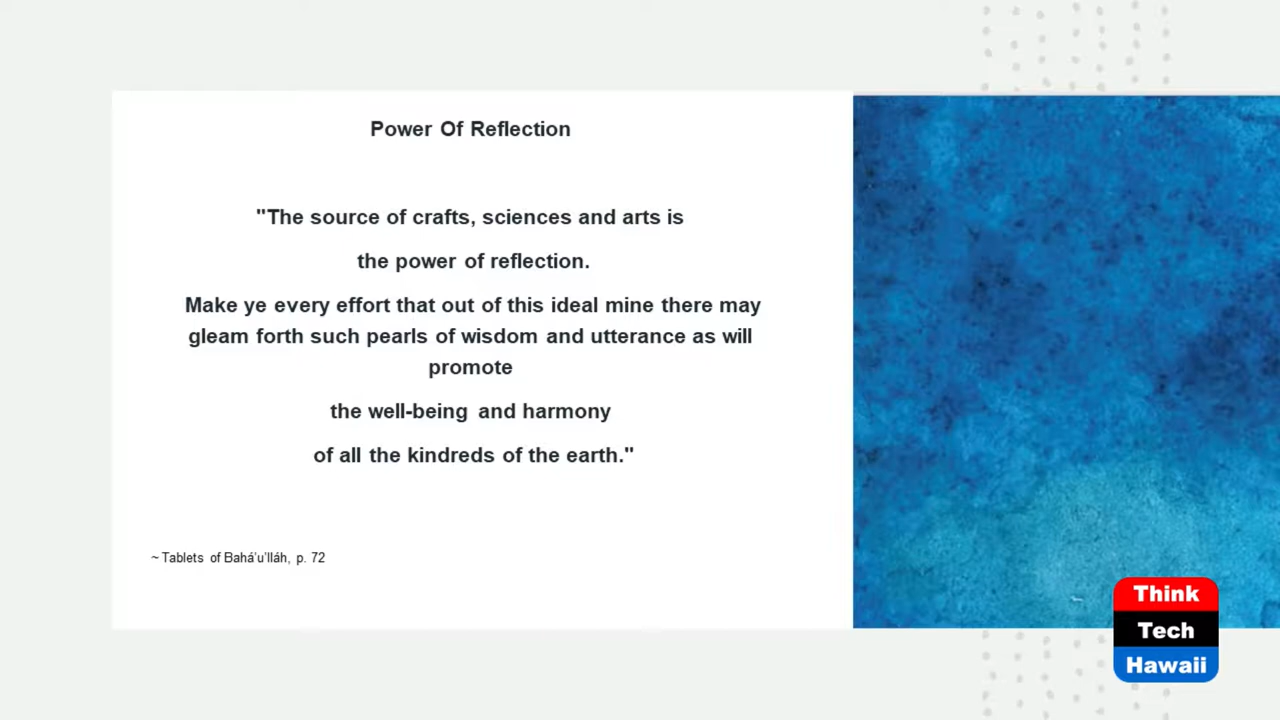 Power Of Reflection
"The source of crafts, sciences and arts is
the power of reflection.
Make ye every effort that out of this ideal mine there may
gleam forth such pearls of wisdom and utterance as will
promote
the well-being and harmony
of all the kindreds of the earth."
~ Tablets of Bahá’u’lláh, p. 72
Think
Tech
Hawaii